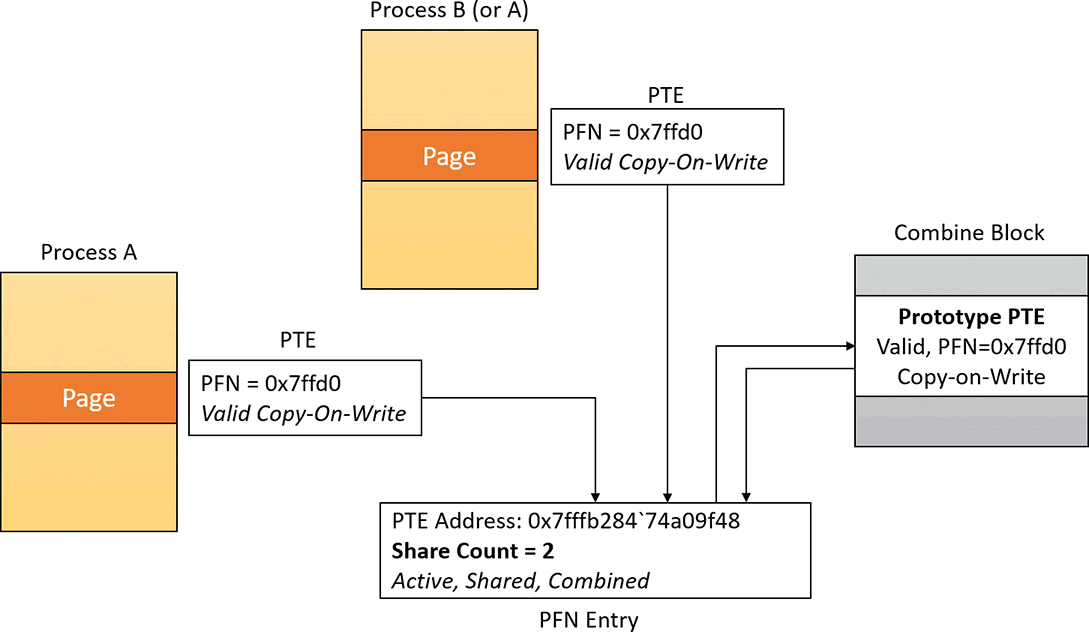 Process B (or A)
Page
PTE
PFN = 0x7ffd0
Valid Copy-On-Write
Process A
Page
PTE
PFN = 0x7ffd0
Valid Copy-On-Write
Combine Block
Prototype PTE
Valid, PFN=0x7ffd0
Copy-on-Write
PTE Address: 0x7fffb284`74a09f48
Share Count = 2
Active, Shared, Combined
PFN Entry